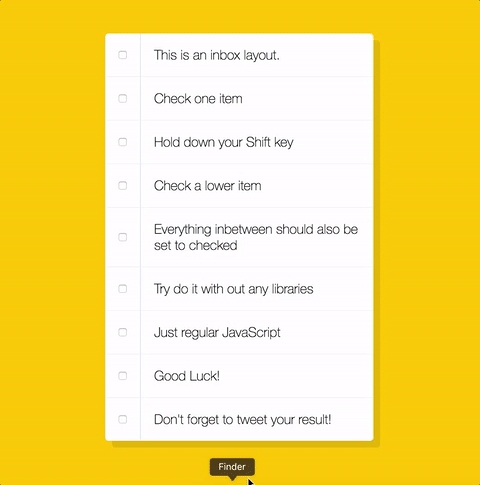 This is an inbox layout.
Check one item
Hold down your Shift key
Check a lower item
Everything inbetween should also be
set to checked
Try do it with out any libraries
Just regular JavaScript
Good Luck!
Don't forget to tweet your result!
Finder